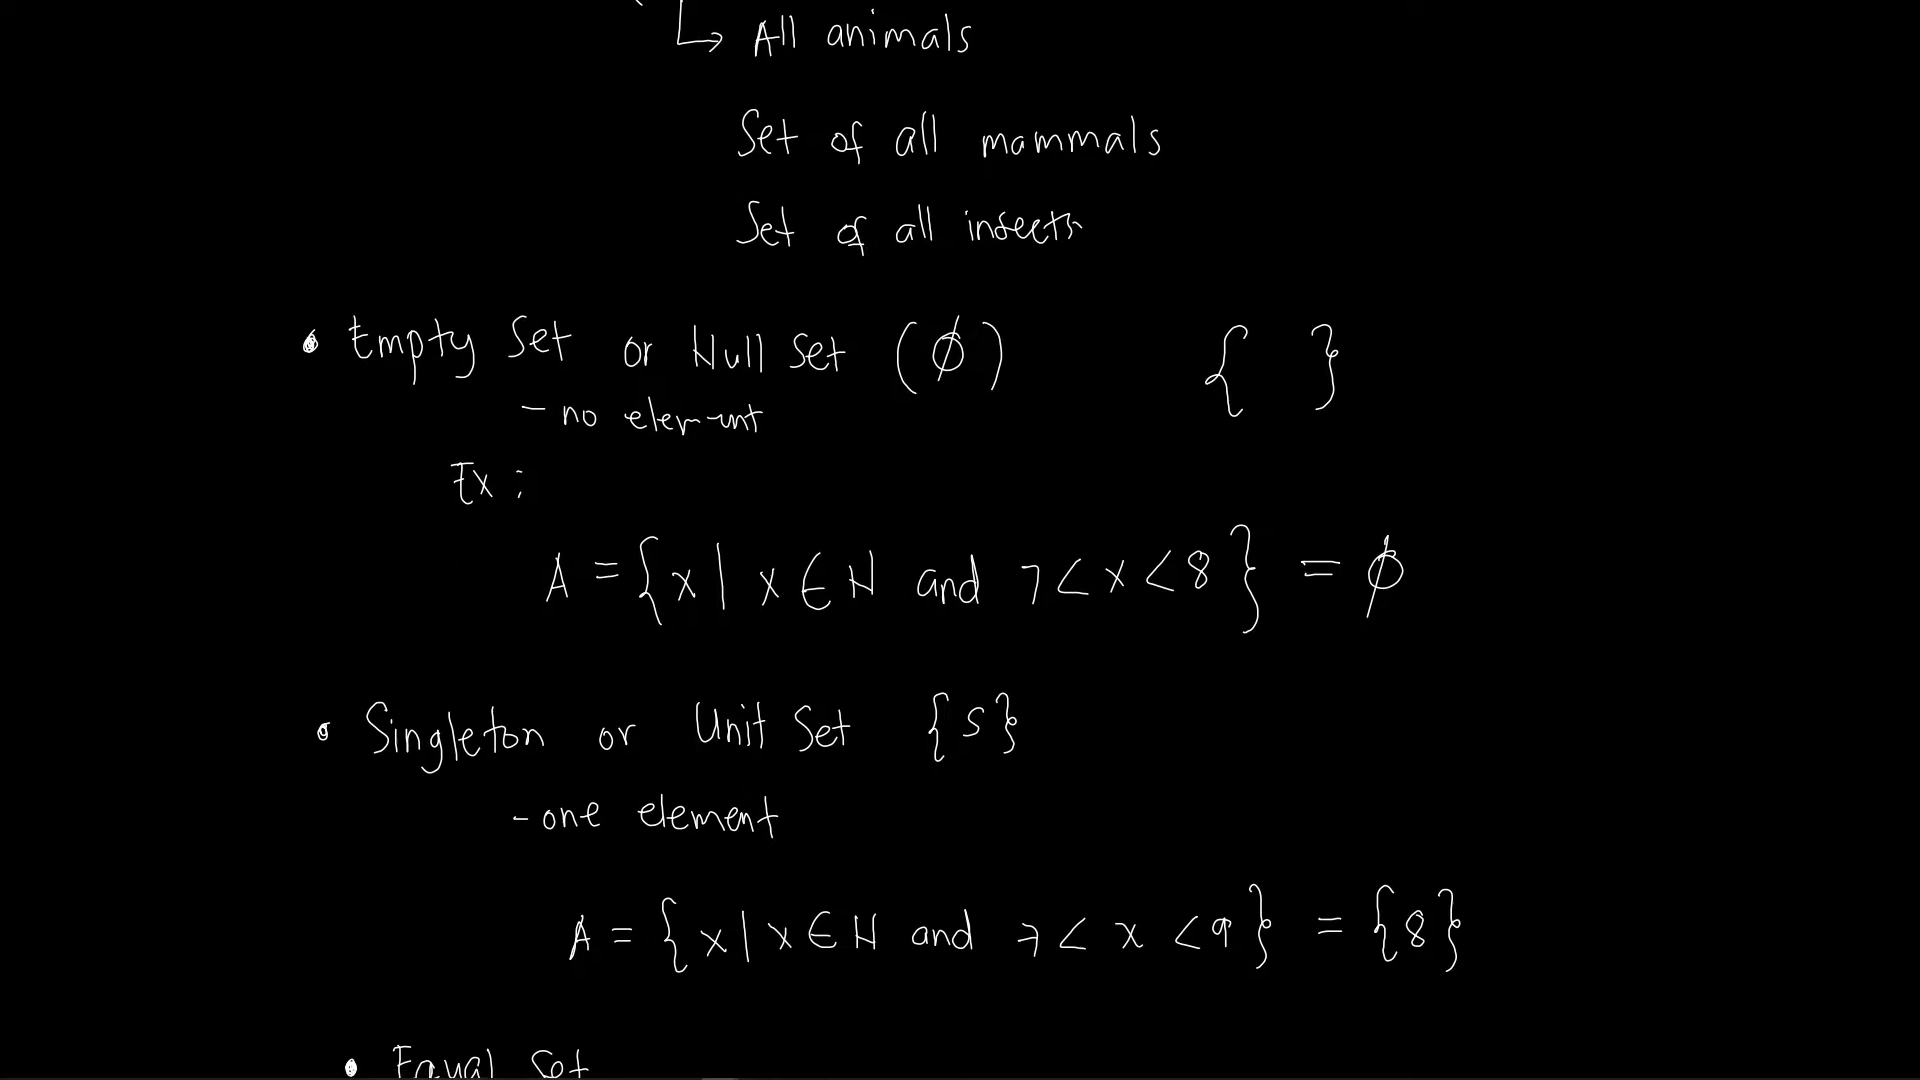 ↳ All animals
Set of all mammals
Set of all insects
• Empty Set or Null Set (∅) { }
- no element
Ex :
A = {x | x ∈ N and 7 < x < 8} = ∅
• Singleton or Unit Set {s}
- one element
A = {x | x ∈ N and 7 < x < 9} = {8}
• Equal Set